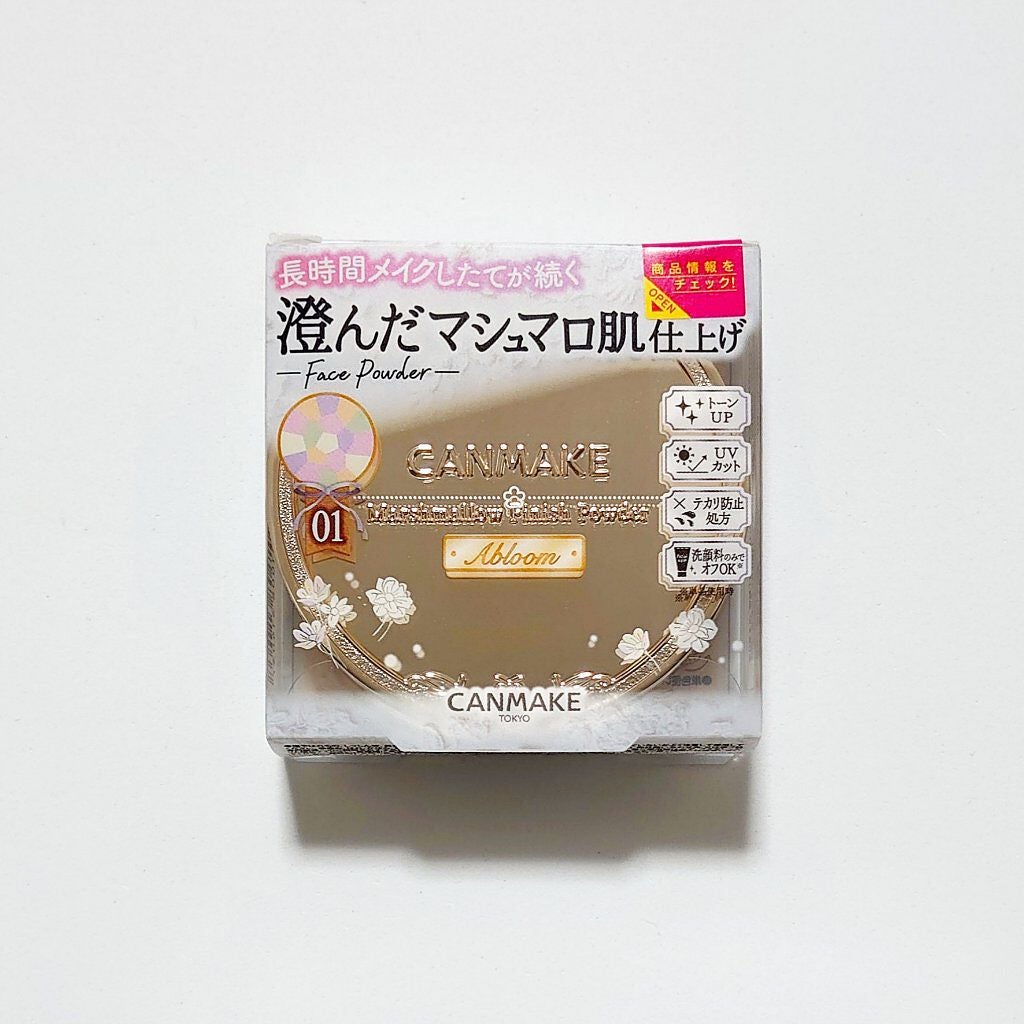 長時間メイクしたてが続く
商品情報を
チェック!
OPEN
澄んだマシュマロ肌仕上げ
Face Powder
トーン
UP
CANMAKE
UV
カット
Marshmallow Finish Powder
テカリ防止
処方
01
Abloom
洗顔料のみで
オフOK※
CANMAKE
TOKYO